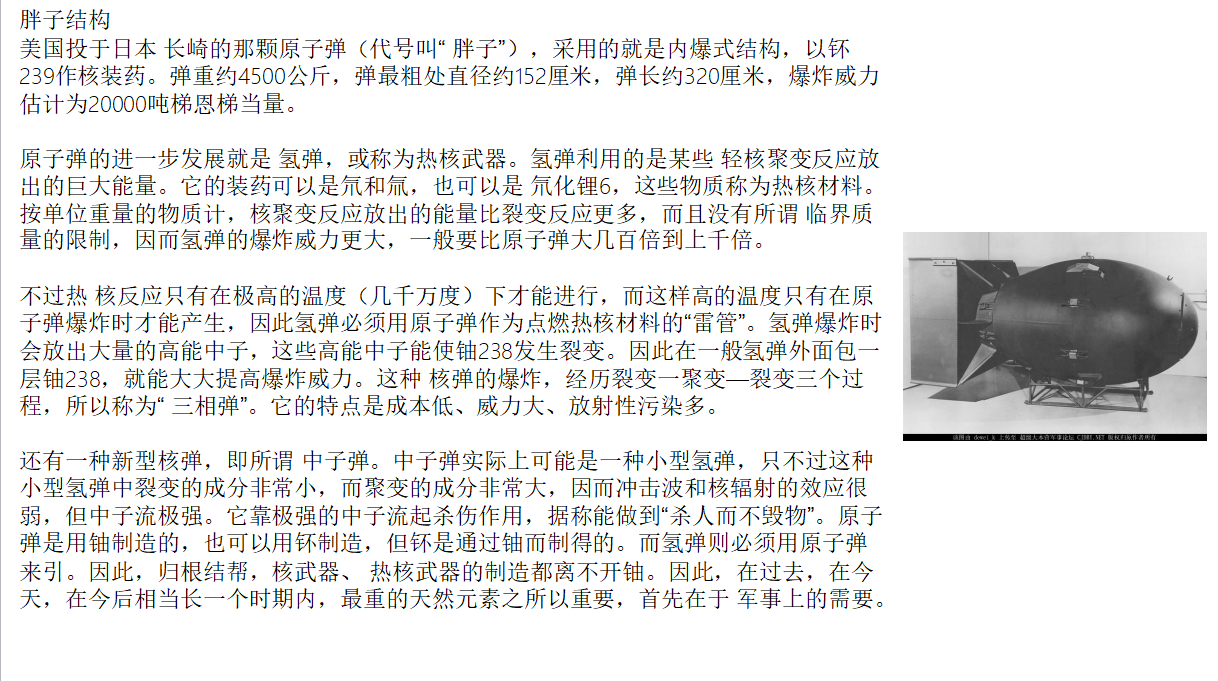 胖子结构
美国投于日本 长崎的那颗原子弹（代号叫“ 胖子”），采用的就是内爆式结构，以钚
239作核装药。弹重约4500公斤，弹最粗处直径约152厘米，弹长约320厘米，爆炸威力
估计为20000吨梯恩梯当量。
原子弹的进一步发展就是 氢弹，或称为热核武器。氢弹利用的是某些 轻核聚变反应放
出的巨大能量。它的装药可以是氘和氚，也可以是 氘化锂6，这些物质称为热核材料。
按单位重量的物质计，核聚变反应放出的能量比裂变反应更多，而且没有所谓 临界质
量的限制，因而氢弹的爆炸威力更大，一般要比原子弹大几百倍到上千倍。
不过热 核反应只有在极高的温度（几千万度）下才能进行，而这样高的温度只有在原
子弹爆炸时才能产生，因此氢弹必须用原子弹作为点燃热核材料的“雷管”。氢弹爆炸时
会放出大量的高能中子，这些高能中子能使铀238发生裂变。因此在一般氢弹外面包一
层铀238，就能大大提高爆炸威力。这种 核弹的爆炸，经历裂变一聚变—裂变三个过
程，所以称为“ 三相弹”。它的特点是成本低、威力大、放射性污染多。
还有一种新型核弹，即所谓 中子弹。中子弹实际上可能是一种小型氢弹，只不过这种
小型氢弹中裂变的成分非常小，而聚变的成分非常大，因而冲击波和核辐射的效应很
弱，但中子流极强。它靠极强的中子流起杀伤作用，据称能做到“杀人而不毁物”。原子
弹是用铀制造的，也可以用钚制造，但钚是通过铀而制得的。而氢弹则必须用原子弹
来引。因此，归根结帮，核武器、 热核武器的制造都离不开铀。因此，在过去，在今
天，在今后相当长一个时期内，最重的天然元素之所以重要，首先在于 军事上的需要。
该图由 dewei_k 上传至 超级大本营军事论坛 CJDBY.NET 版权归原作者所有